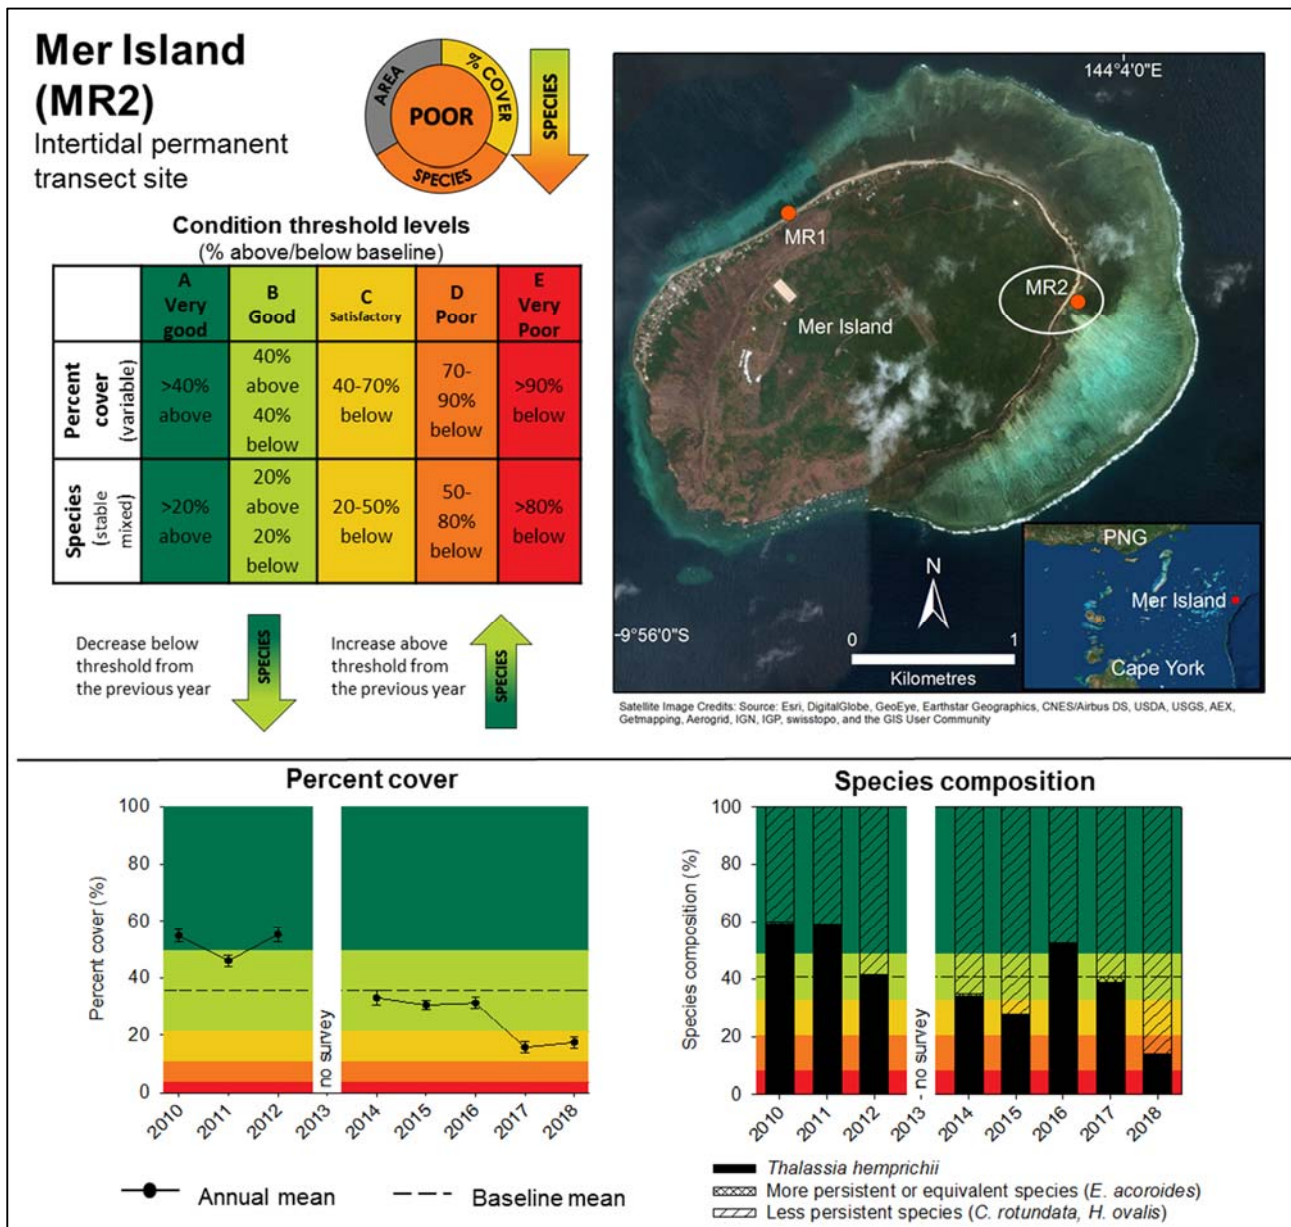 Mer Island
(MR2)
Intertidal permanent
transect site
AREA
% COVER
SPECIES
POOR
SPECIES
Condition threshold levels
(% above/below baseline)
A
Very
good
B
Good
C
Satisfactory
D
Poor
E
Very
Poor
Percent
cover
(variable)
>40%
above
40%
above
40%
below
40-70%
below
70-
90%
below
>90%
below
Species
(stable
mixed)
>20%
above
20%
above
20%
below
20-50%
below
50-
80%
below
>80%
below
Decrease below
threshold from
the previous year
SPECIES
Increase above
threshold from
the previous year
SPECIES
144°4'0"E
MR1
MR2
Mer Island
N
9°56'0"S
0 1
Kilometres
PNG
Mer Island
Cape York
Satellite Image Credits: Source: Esri, DigitalGlobe, GeoEye, Earthstar Geographics, CNES/Airbus DS, USDA, USGS, AEX,
Getmapping, Aerogrid, IGN, IGP, swisstopo, and the GIS User Community
Percent cover
Percent cover (%)
100
80
60
40
20
0
2010
2011
2012
2013
- no survey
2014
2015
2016
2017
2018
Annual mean
Baseline mean
Species composition
Species composition (%)
100
80
60
40
20
0
2010
2011
2012
2013
- no survey
2014
2015
2016
2017
2018
Thalassia hemprichii
More persistent or equivalent species (E. acoroides)
Less persistent species (C. rotundata, H. ovalis)